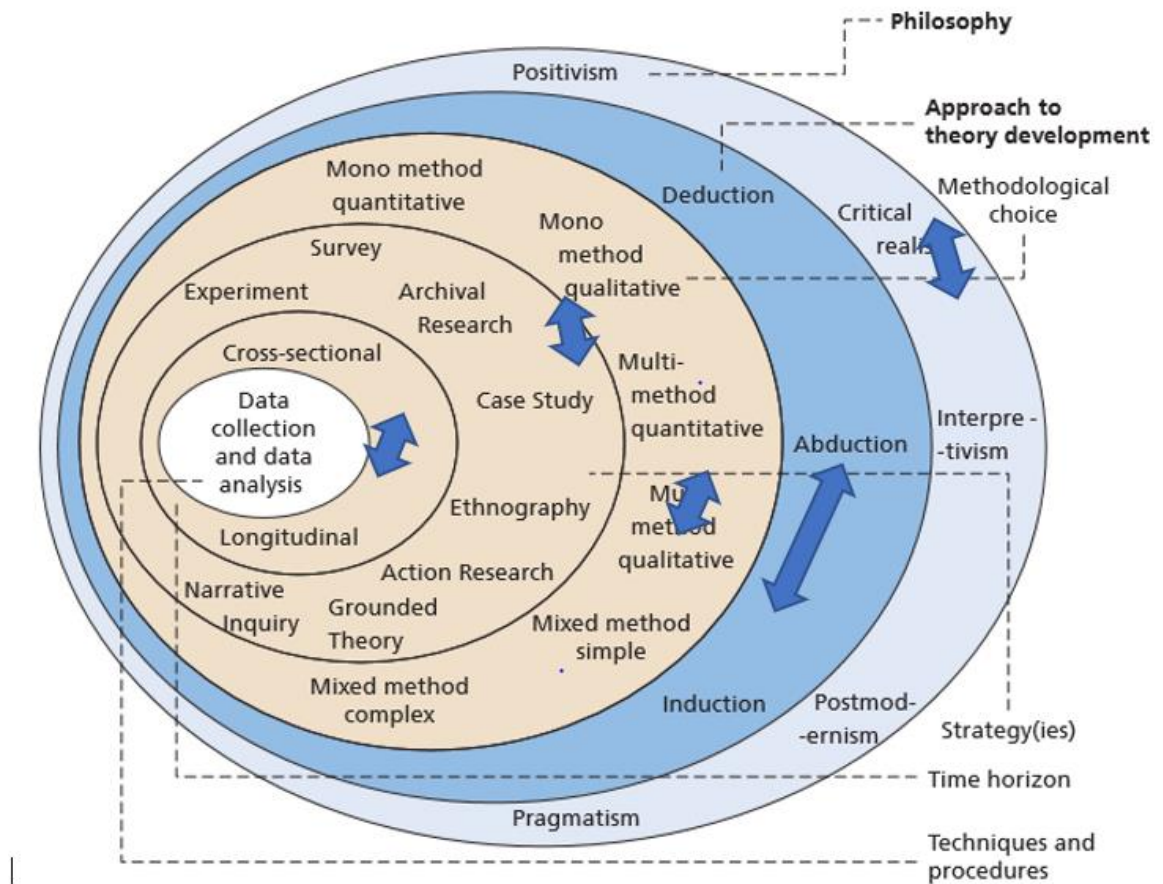 Philosophy
Positivism
Approach to
theory development
Mono method
quantitative
Deduction
Methodological
choice
Critical
Mono
method
qualitative
Survey
Experiment
Archival
Research
Cross-sectional
Multi-
method
quantitative
Case Study
Data
collection
and data
analysis
Abduction
Interpre -
-tivism
Ethnography
method
qualitative
Longitudinal
Action Research
Narrative
Inquiry
Grounded
Theory
Mixed method
simple
Mixed method
complex
Induction
Postmod-
-ernism
Strategy(ies)
Time horizon
Pragmatism
Techniques and
procedures